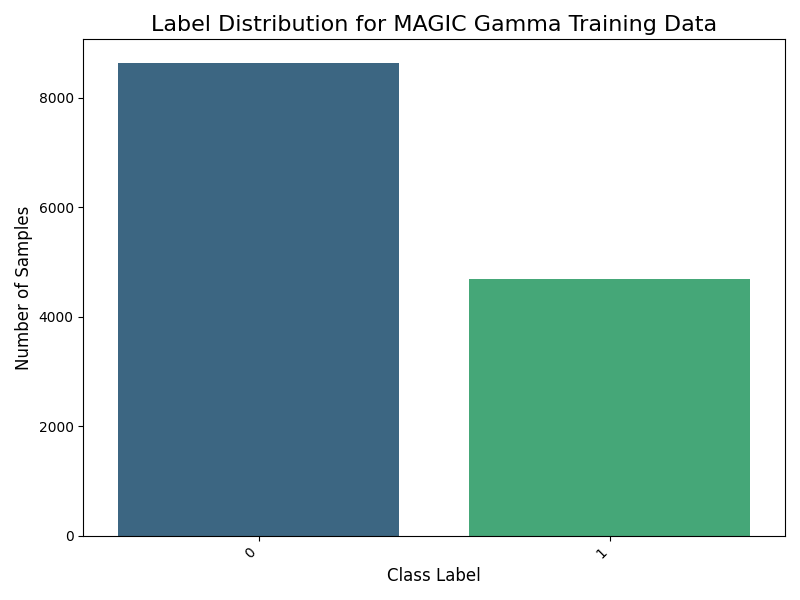 Label Distribution for MAGIC Gamma Training Data
8000
6000
4000
2000
0
Number of Samples
0
1
Class Label